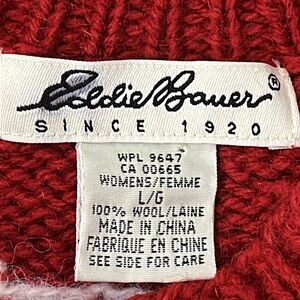 Eddie Bauer ®
SINCE 1920
WPL 9647
CA 00665
WOMENS/FEMME
L/G
100% WOOL/LAINE
MADE IN CHINA
FABRIQUE EN CHINE
SEE SIDE FOR CARE